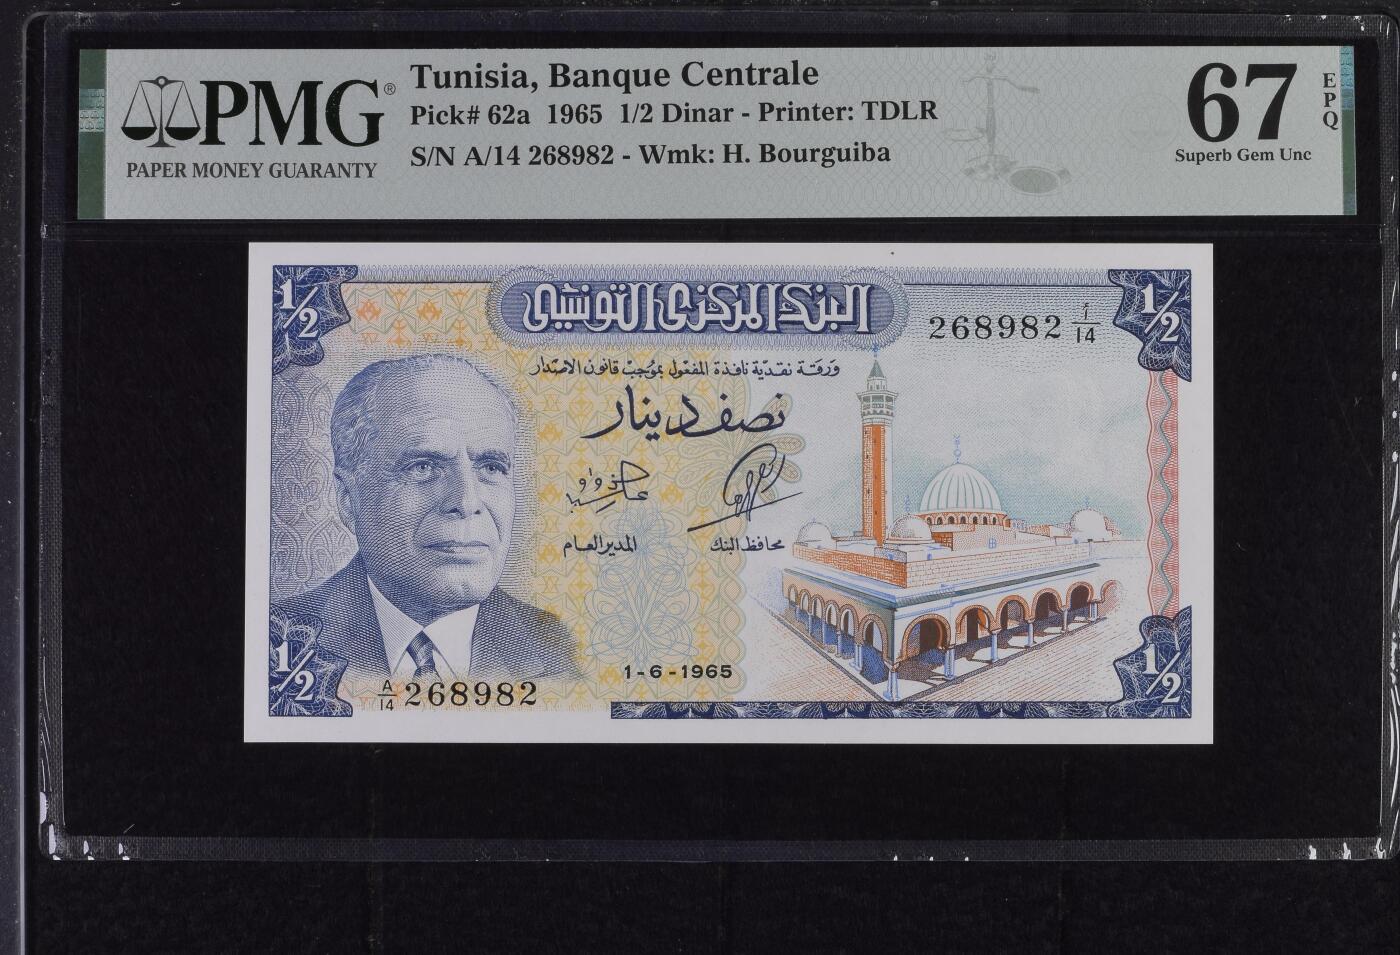 PMG®
PAPER MONEY GUARANTY
Tunisia, Banque Centrale
Pick# 62a 1965 1/2 Dinar - Printer: TDLR
S/N A/14 268982 - Wmk: H. Bourguiba
67
EPQ
Superb Gem Unc
1/2
البنك المركزي التونسي
268982 أ/14
1/2
ورقة نقديّة نافذة المفعول بموجب قانون الاصدار
نصف دينار
المدير العام
محافظ البنك
1-6-1965
1/2
A/14 268982
1/2